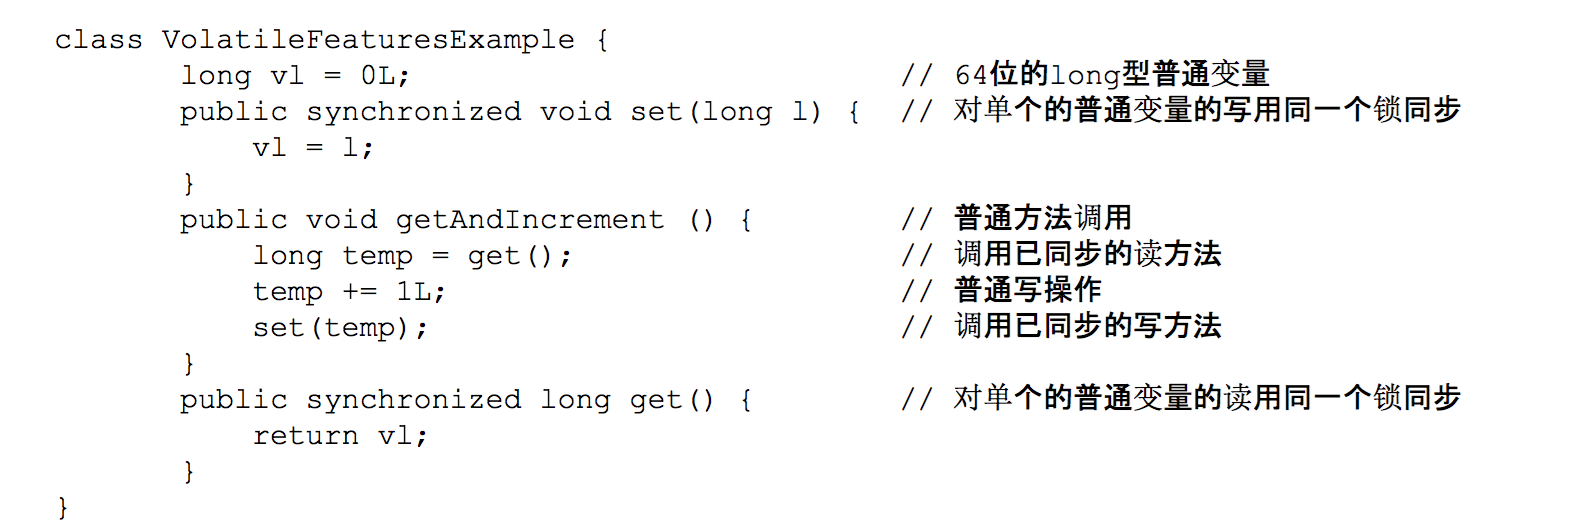 class VolatileFeaturesExample {
long vl = 0L; // 64位的long型普通变量
public synchronized void set(long l) { // 对单个的普通变量的写用同一个锁同步
vl = l;
}
public void getAndIncrement () { // 普通方法调用
long temp = get(); // 调用已同步的读方法
temp += 1L; // 普通写操作
set(temp); // 调用已同步的写方法
}
public synchronized long get() { // 对单个的普通变量的读用同一个锁同步
return vl;
}
}